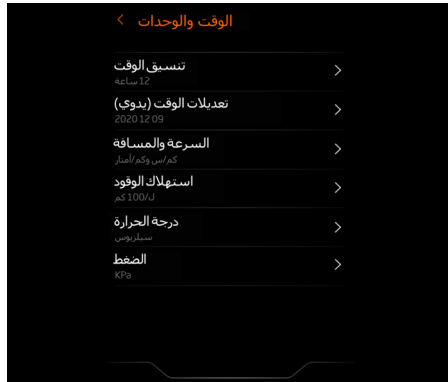 الوقت والوحدات
تنسيق الوقت
12 ساعة
تعديلات الوقت (يدوي)
2020 12 09
السرعة والمسافة
كم/س وكم/أمتار
استهلاك الوقود
ل/100 كم
درجة الحرارة
سيلزيوس
الضغط
KPa